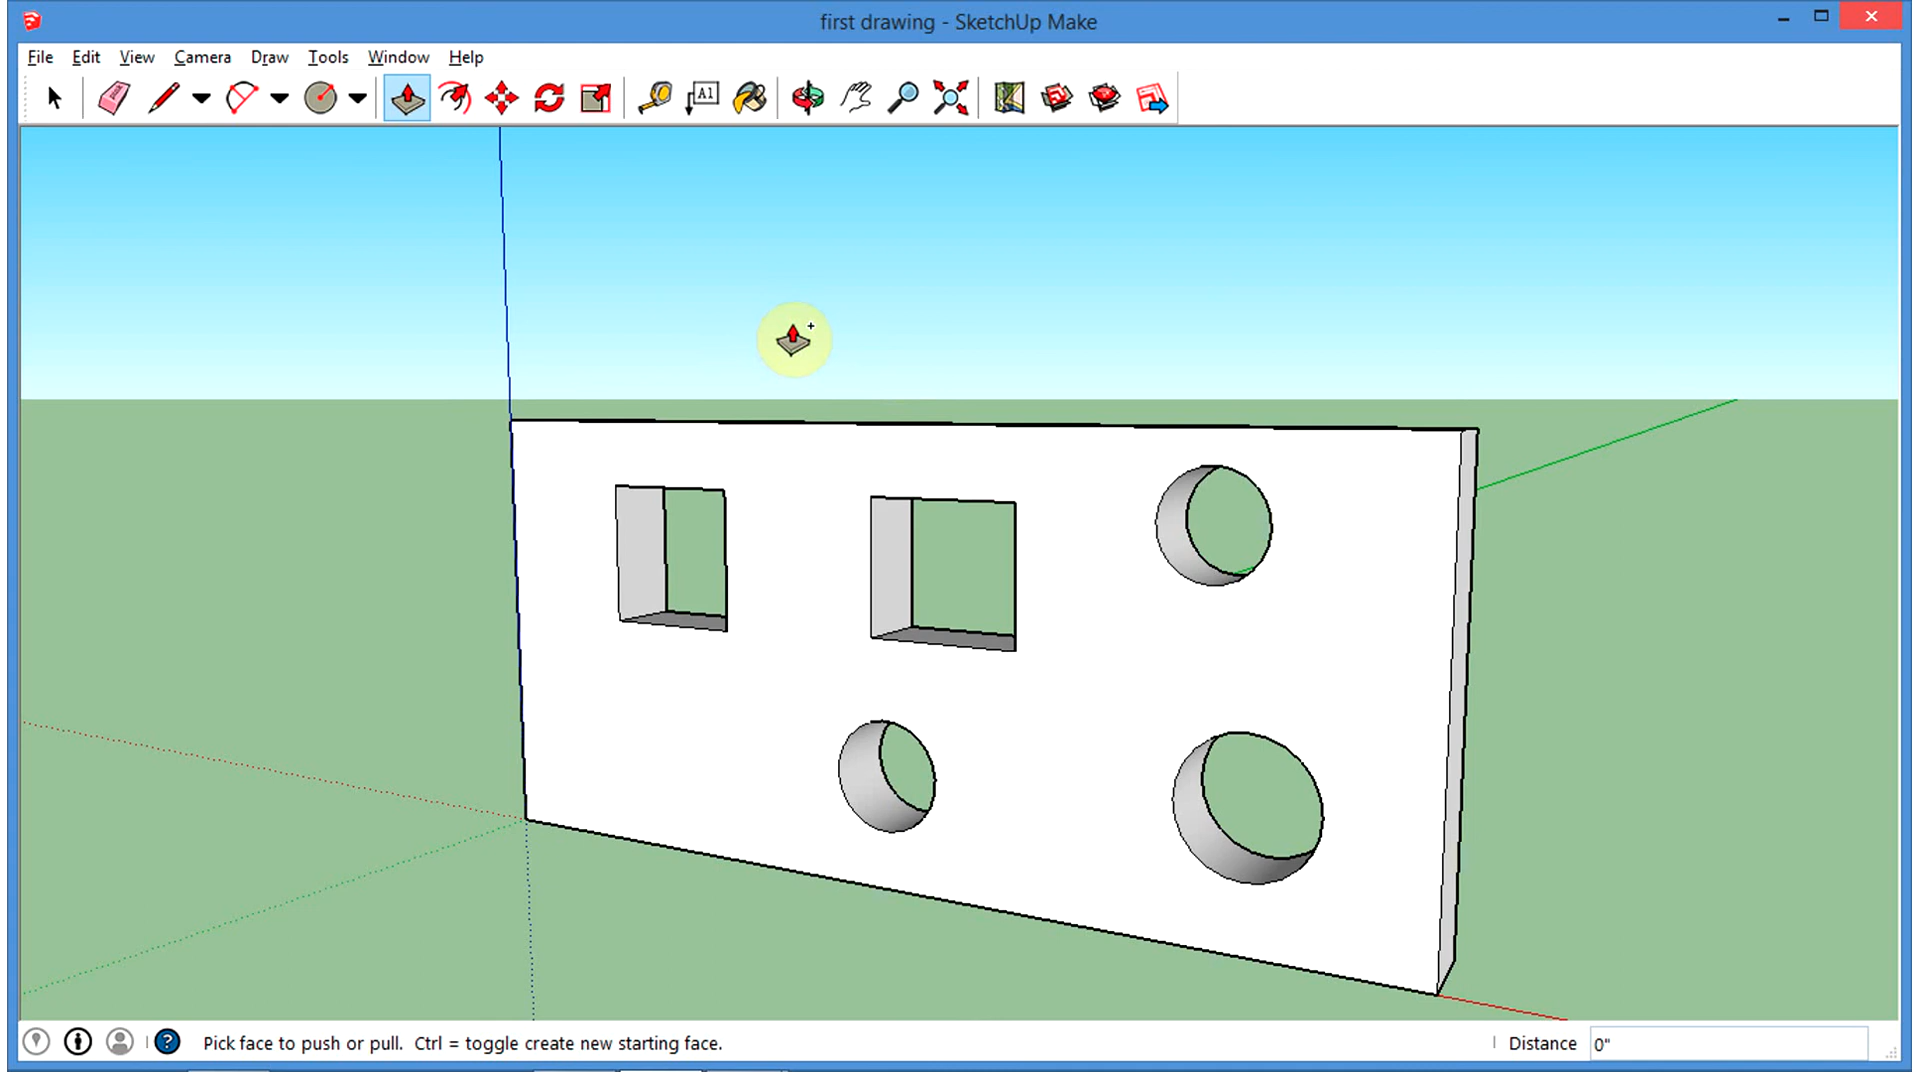 first drawing - SketchUp Make
File Edit View Camera Draw Tools Window Help
A1
Pick face to push or pull. Ctrl = toggle create new starting face.
Distance 0"